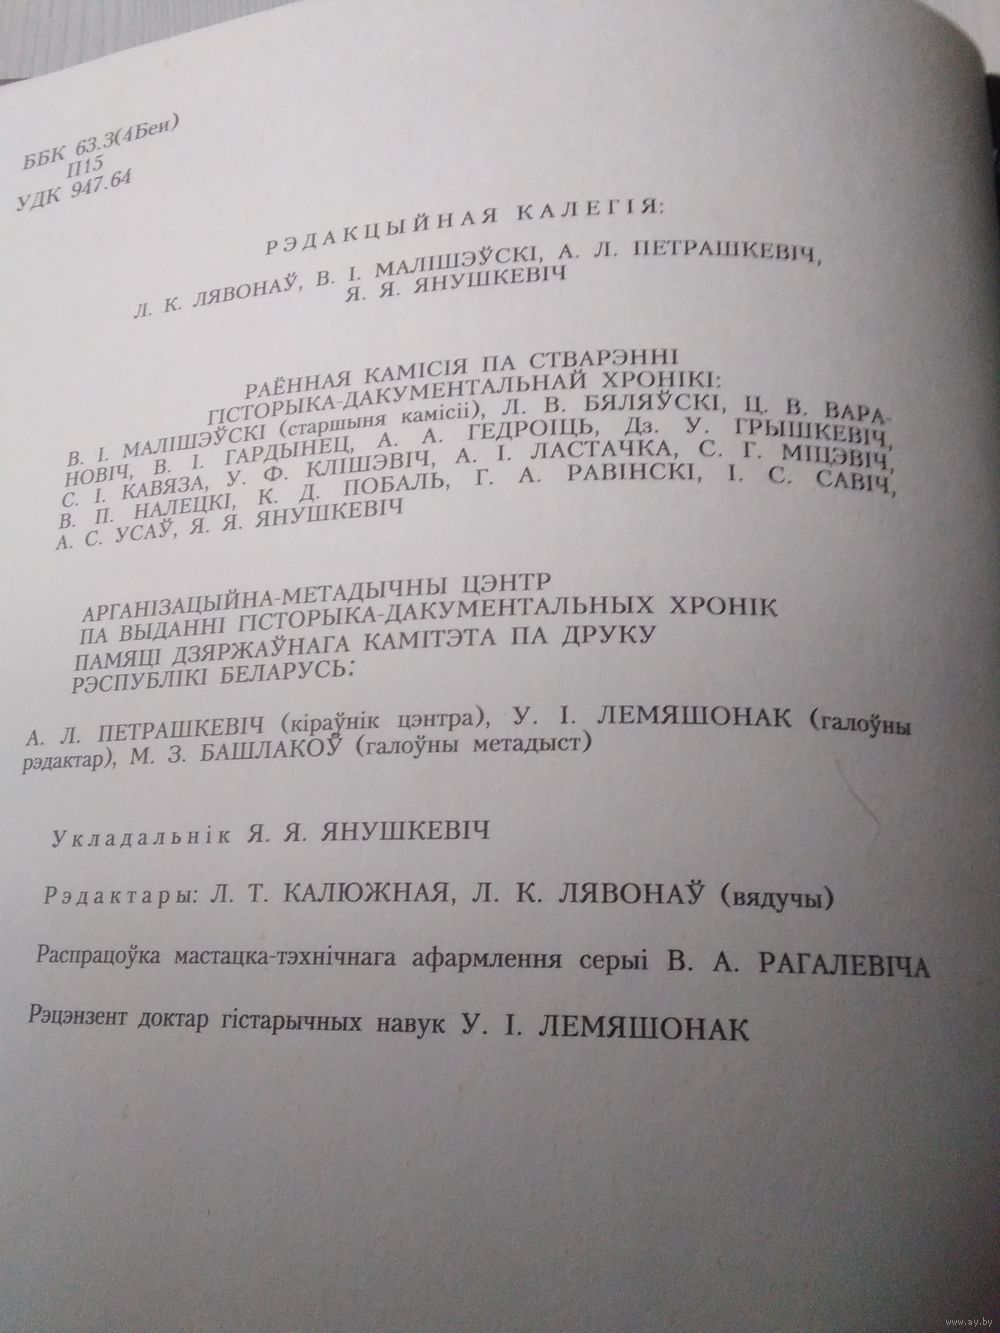 ББК 63.3(4Беи)
П15
УДК 947.64
РЭДАКЦЫЙНАЯ КАЛЕГІЯ:
Л. К. ЛЯВОНАЎ, В. І. МАЛІШЭЎСКІ, А. Л. ПЕТРАШКЕВІЧ,
Я. Я. ЯНУШКЕВІЧ
РАЁННАЯ КАМІСІЯ ПА СТВАРЭННІ
ГІСТОРЫКА-ДАКУМЕНТАЛЬНАЙ ХРОНІКІ:
В. І. МАЛІШЭЎСКІ (старшыня камісіі), Л. В. БЯЛЯЎСКІ, Ц. В. ВАРА-
НОВІЧ, В. І. ГАРДЫНЕЦ, А. А. ГЕДРОІЦЬ, Дз. У. ГРЫШКЕВІЧ,
С. І. КАВЯЗА, У. Ф. КЛІШЭВІЧ, А. І. ЛАСТАЧКА, С. Г. МІЦЭВІЧ,
В. П. НАЛЕЦКІ, К. Д. ПОБАЛЬ, Г. А. РАВІНСКІ, І. С. САВІЧ,
А. С. УСАЎ, Я. Я. ЯНУШКЕВІЧ
АРГАНІЗАЦЫЙНА-МЕТАДЫЧНЫ ЦЭНТР
ПА ВЫДАННІ ГІСТОРЫКА-ДАКУМЕНТАЛЬНЫХ ХРОНІК
ПАМЯЦІ ДЗЯРЖАЎНАГА КАМІТЭТА ПА ДРУКУ
РЭСПУБЛІКІ БЕЛАРУСЬ:
А. Л. ПЕТРАШКЕВІЧ (кіраўнік цэнтра), У. І. ЛЕМЯШОНАК (галоўны
рэдактар), М. З. БАШЛАКОЎ (галоўны метадыст)
Укладальнік Я. Я. ЯНУШКЕВІЧ
Рэдактары: Л. Т. КАЛЮЖНАЯ, Л. К. ЛЯВОНАЎ (вядучы)
Распрацоўка мастацка-тэхнічнага афармлення серыі В. А. РАГАЛЕВІЧА
Рэцэнзент доктар гістарычных навук У. І. ЛЕМЯШОНАК
www.ay.by